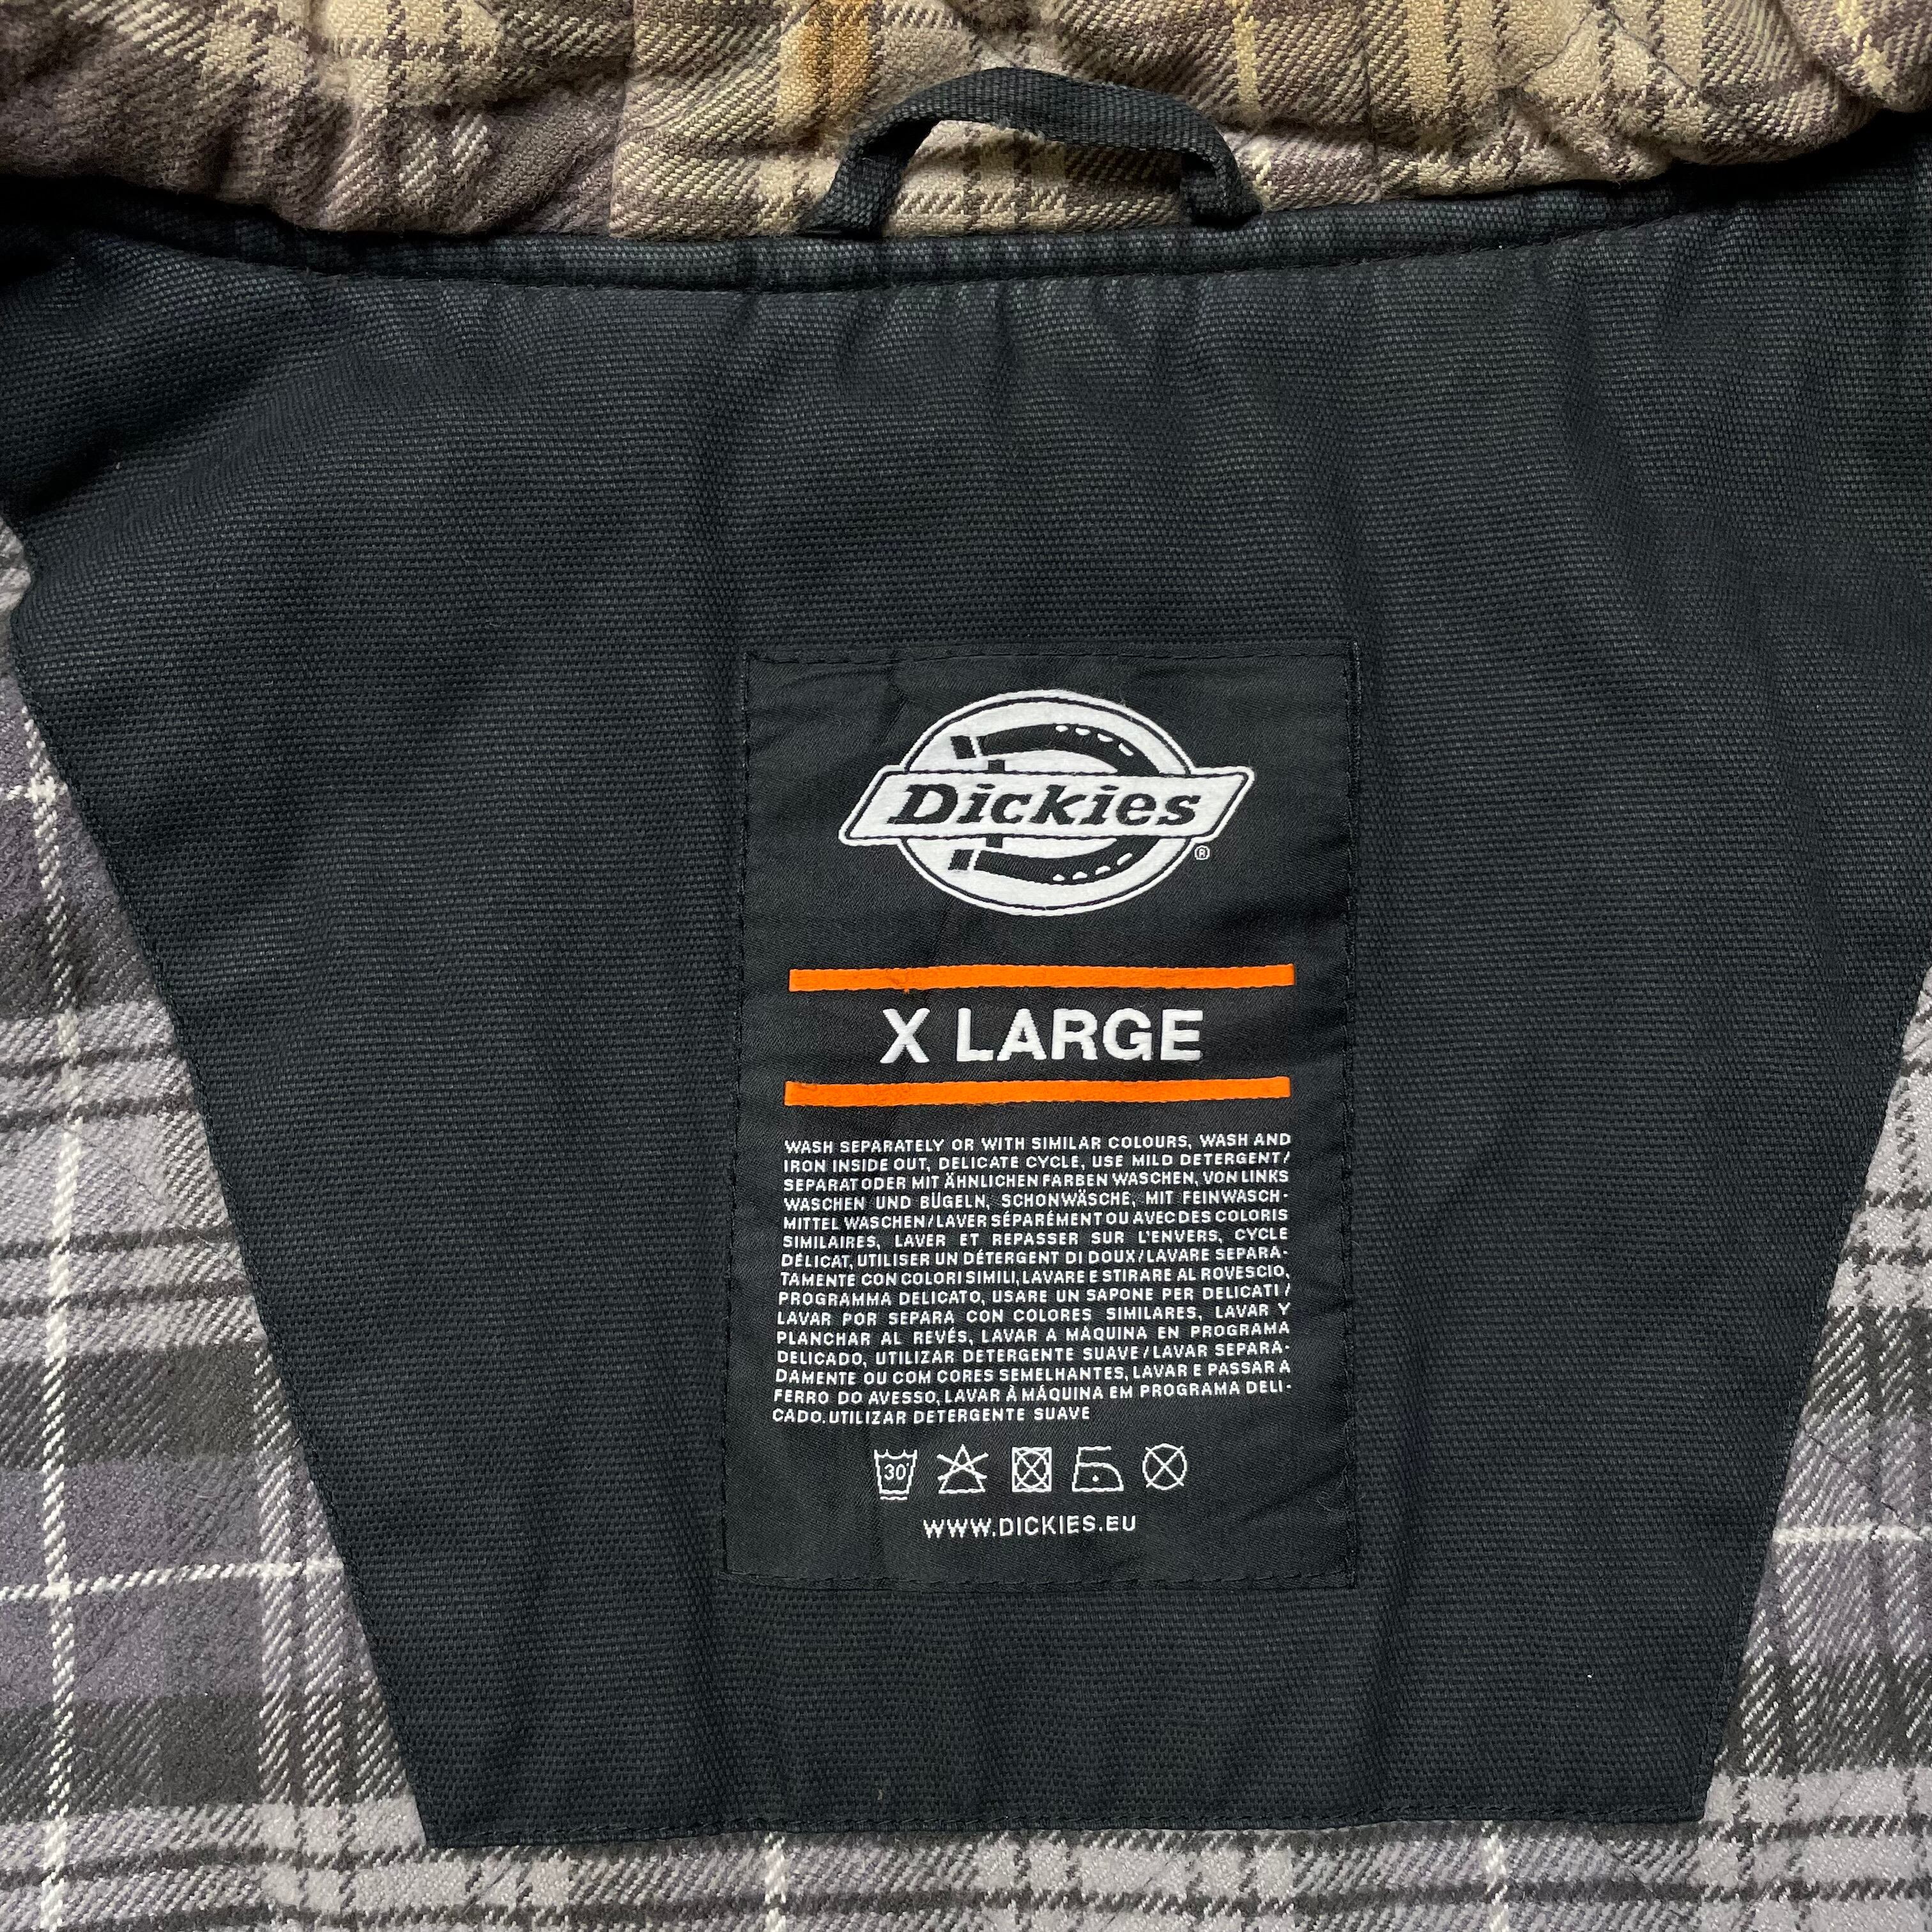 Dickies
®
X LARGE
WASH SEPARATELY OR WITH SIMILAR COLOURS, WASH AND
IRON INSIDE OUT, DELICATE CYCLE, USE MILD DETERGENT/
SEPARAT ODER MIT ÄHNLICHEN FARBEN WASCHEN, VON LINKS
WASCHEN UND BÜGELN, SCHONWÄSCHE, MIT FEINWASCH-
MITTEL WASCHEN/LAVER SÉPARÉMENT OU AVEC DES COLORIS
SIMILAIRES, LAVER ET REPASSER SUR L'ENVERS, CYCLE
DÉLICAT, UTILISER UN DÉTERGENT DI DOUX/LAVARE SEPARA-
TAMENTE CON COLORI SIMILI, LAVARE E STIRARE AL ROVESCIO,
PROGRAMMA DELICATO, USARE UN SAPONE PER DELICATI/
LAVAR POR SEPARA CON COLORES SIMILARES, LAVAR Y
PLANCHAR AL REVÉS, LAVAR A MÀQUINA EN PROGRAMA
DELICADO, UTILIZAR DETERGENTE SUAVE/LAVAR SEPARA-
DAMENTE OU COM CORES SEMELHANTES, LAVAR E PASSAR A
FERRO DO AVESSO, LAVAR À MÁQUINA EM PROGRAMA DELI-
CADO. UTILIZAR DETERGENTE SUAVE
30°
WWW.DICKIES.EU